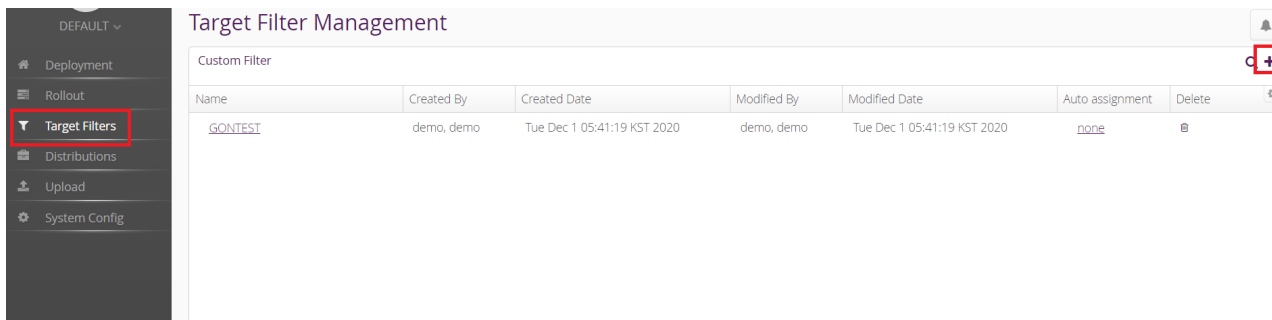 DEFAULT
Target Filter Management
Deployment
Rollout
Target Filters
Distributions
Upload
System Config
Custom Filter
Name Created By Created Date Modified By Modified Date Auto assignment Delete
GONTEST demo, demo Tue Dec 1 05:41:19 KST 2020 demo, demo Tue Dec 1 05:41:19 KST 2020 none